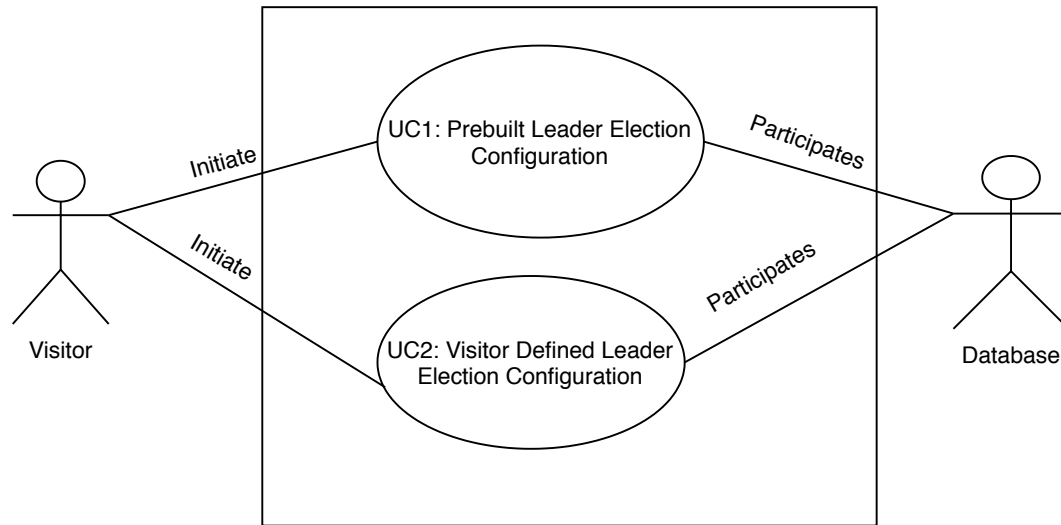 UC1: Prebuilt Leader Election
Configuration
Initiate
Participates
Initiate
Participates
Visitor
UC2: Visitor Defined Leader
Election Configuration
Database